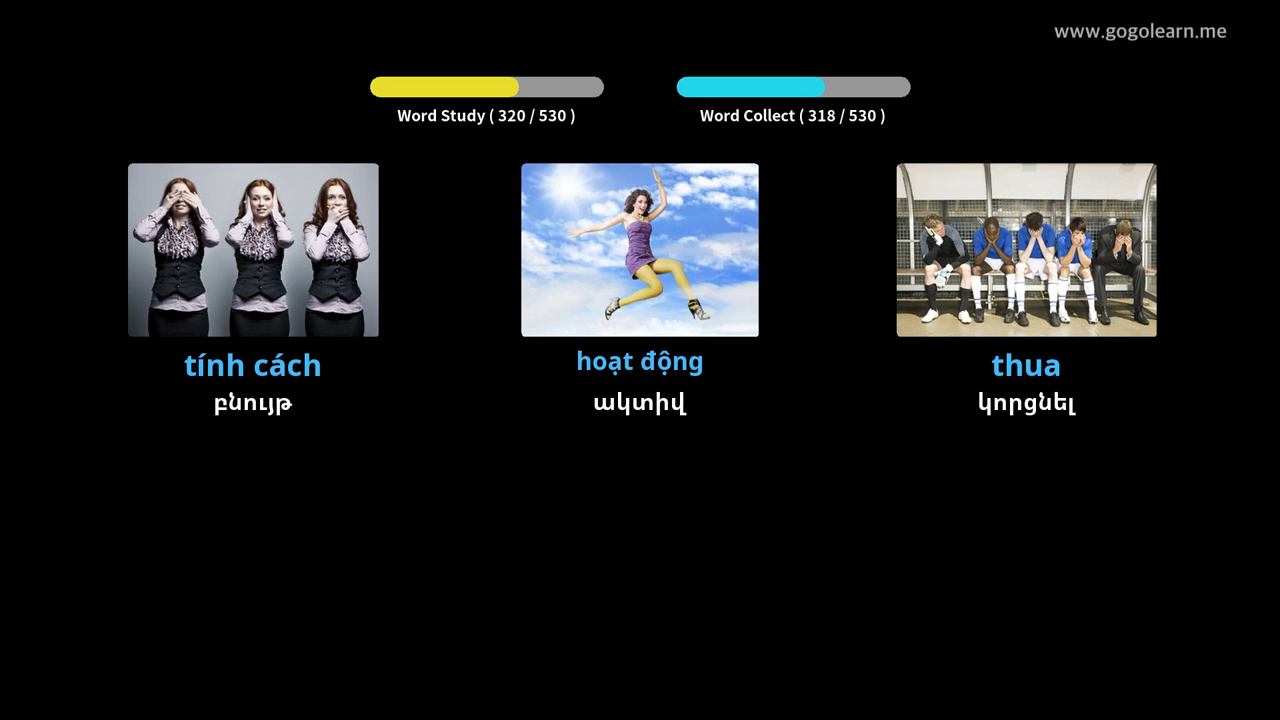 www.gogolearn.me
Word Study ( 320 / 530 )
Word Collect ( 318 / 530 )
tính cách
բնույթ
hoạt động
ակտիվ
thua
կորցնել